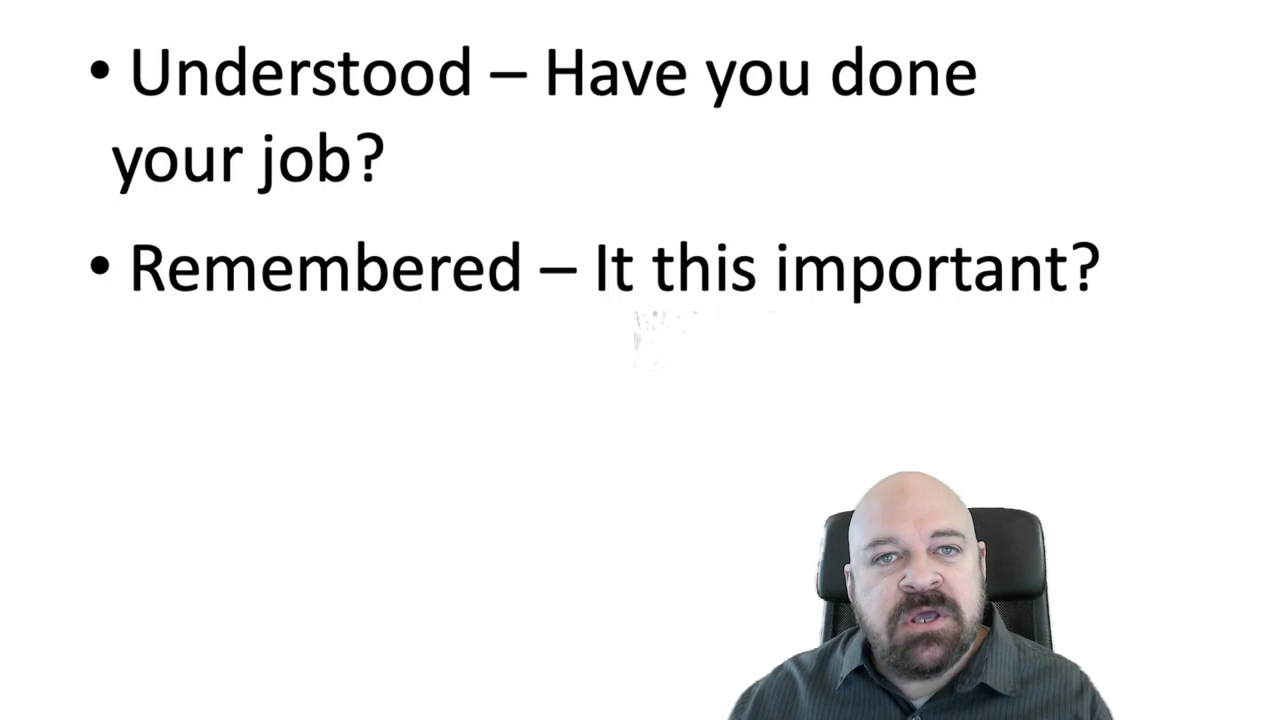 • Understood – Have you done
your job?
• Remembered – It this important?